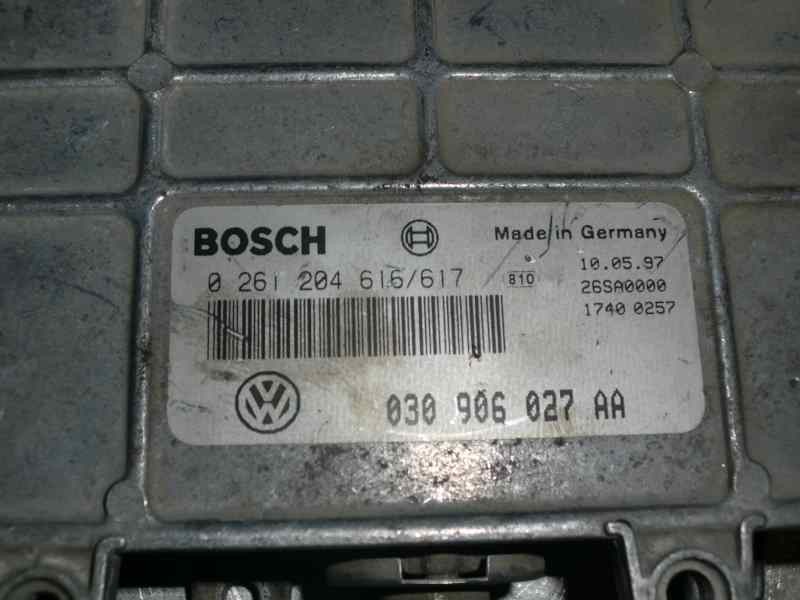 BOSCH
Made in Germany
0 261 204 616/617
810
10.05.97
26SA0000
1740 0257
VW
030 906 027 AA